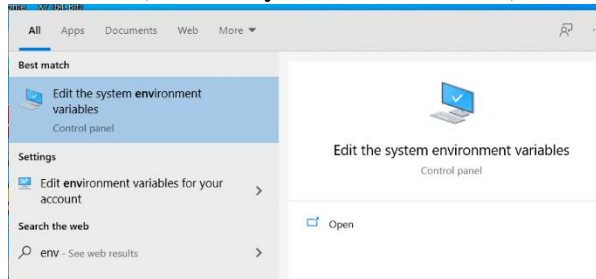 All Apps Documents Web More
Best match
Edit the system environment
variables
Control panel
Settings
Edit environment variables for your
account
Search the web
env - See web results
Edit the system environment variables
Control panel
Open